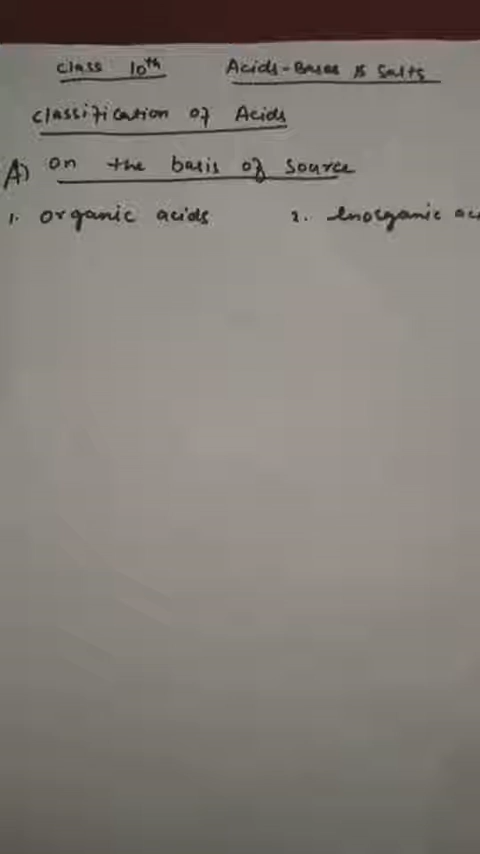 Class 10th Acids-Bases & Salts
Classification of Acids
A) On the basis of source
1. Organic acids 2. Inorganic